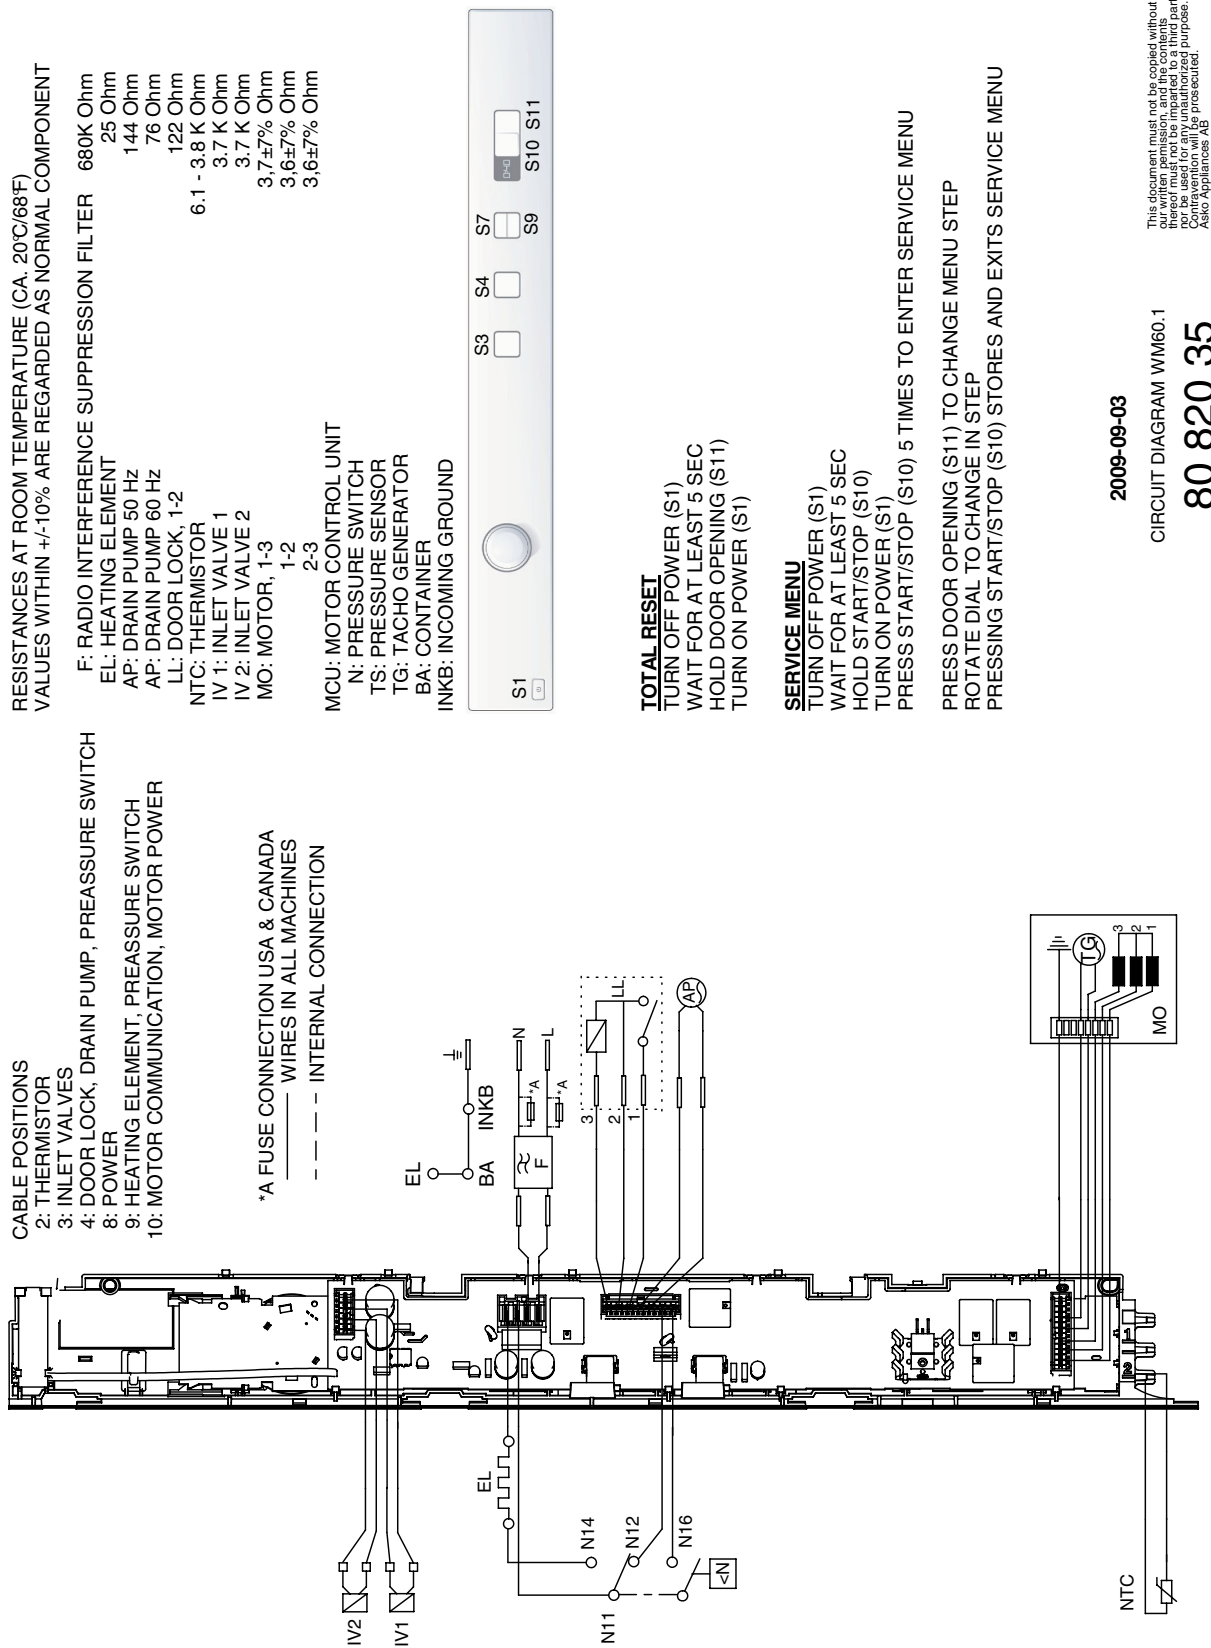 RESISTANCES AT ROOM TEMPERATURE (CA. 20°C/68°F)
VALUES WITHIN +/-10% ARE REGARDED AS NORMAL COMPONENT
F: RADIO INTERFERENCE SUPPRESSION FILTER 680K Ohm
EL: HEATING ELEMENT 25 Ohm
AP: DRAIN PUMP 50 Hz 144 Ohm
AP: DRAIN PUMP 60 Hz 76 Ohm
LL: DOOR LOCK, 1-2 122 Ohm
NTC: THERMISTOR 6.1 - 3.8 K Ohm
IV 1: INLET VALVE 1 3.7 K Ohm
IV 2: INLET VALVE 2 3.7 K Ohm
MO: MOTOR, 1-3 3,7±7% Ohm
1-2 3,6±7% Ohm
2-3 3,6±7% Ohm
MCU: MOTOR CONTROL UNIT
N: PRESSURE SWITCH
TS: PRESSURE SENSOR
TG: TACHO GENERATOR
BA: CONTAINER
INKB: INCOMING GROUND
S1
S3
S4
S7
S9
S10 S11
TOTAL RESET
TURN OFF POWER (S1)
WAIT FOR AT LEAST 5 SEC
HOLD DOOR OPENING (S11)
TURN ON POWER (S1)
SERVICE MENU
TURN OFF POWER (S1)
WAIT FOR AT LEAST 5 SEC
HOLD START/STOP (S10)
TURN ON POWER (S1)
PRESS START/STOP (S10) 5 TIMES TO ENTER SERVICE MENU
PRESS DOOR OPENING (S11) TO CHANGE MENU STEP
ROTATE DIAL TO CHANGE IN STEP
PRESSING START/STOP (S10) STORES AND EXITS SERVICE MENU
2009-09-03
CIRCUIT DIAGRAM WM60.1
80 820 35
This document must not be copied without
our written permission, and the contents
thereof must not be imparted to a third part
nor be used for any unauthorized purpose.
Contravention will be prosecuted.
Asko Appliances AB
CABLE POSITIONS
2: THERMISTOR
3: INLET VALVES
4: DOOR LOCK, DRAIN PUMP, PREASSURE SWITCH
8: POWER
9: HEATING ELEMENT, PREASSURE SWITCH
10: MOTOR COMMUNICATION, MOTOR POWER
*A FUSE CONNECTION USA & CANADA
WIRES IN ALL MACHINES
INTERNAL CONNECTION
EL
BA
INKB
F
*A
*A
N
L
3
2
1
LL
AP
TG
3
2
1
MO
1
2
IV2
IV1
EL
N14
N12
N16
N11
<N
NTC